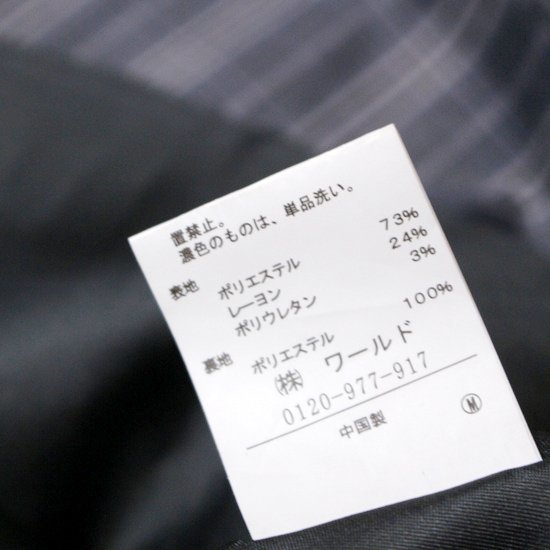 置禁止。
濃色のものは、単品洗い。
表地 ポリエステル 73%
レーヨン 24%
ポリウレタン 3%
裏地 ポリエステル 100%
㈱ ワールド
0120-977-917
中国製 Ⓜ